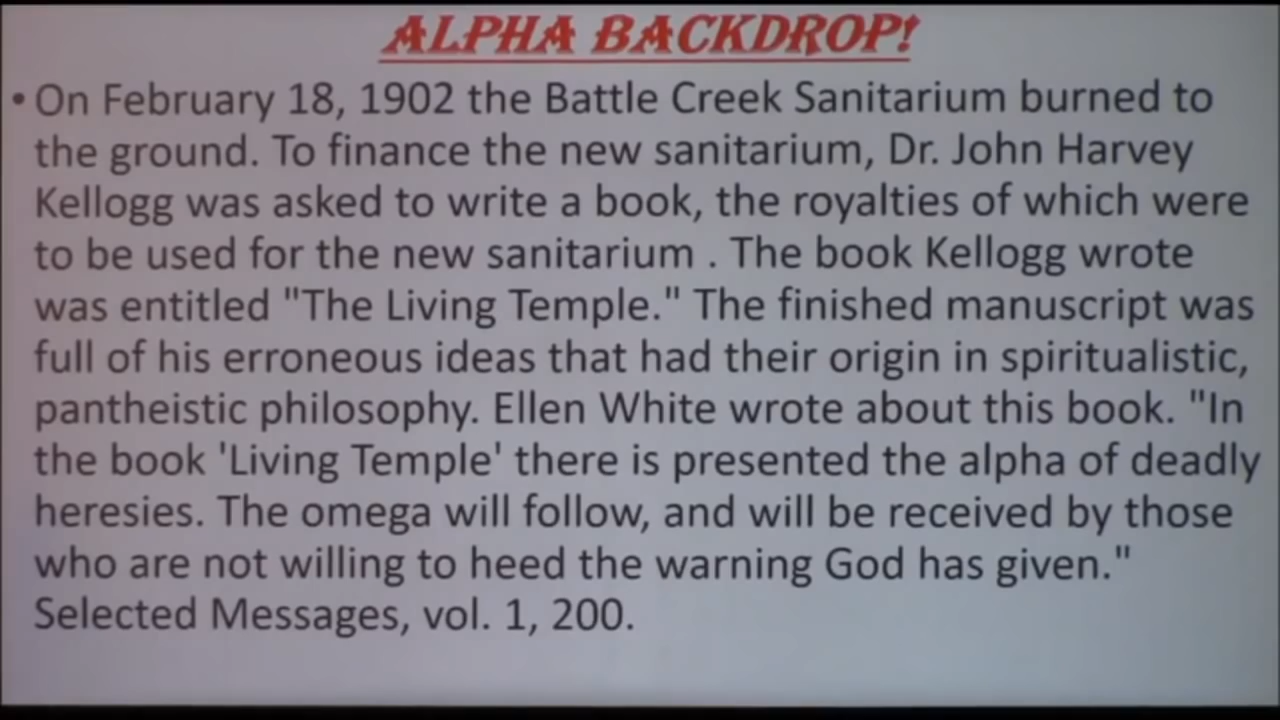 ALPHA BACKDROP!
• On February 18, 1902 the Battle Creek Sanitarium burned to
the ground. To finance the new sanitarium, Dr. John Harvey
Kellogg was asked to write a book, the royalties of which were
to be used for the new sanitarium . The book Kellogg wrote
was entitled "The Living Temple." The finished manuscript was
full of his erroneous ideas that had their origin in spiritualistic,
pantheistic philosophy. Ellen White wrote about this book. "In
the book 'Living Temple' there is presented the alpha of deadly
heresies. The omega will follow, and will be received by those
who are not willing to heed the warning God has given."
Selected Messages, vol. 1, 200.